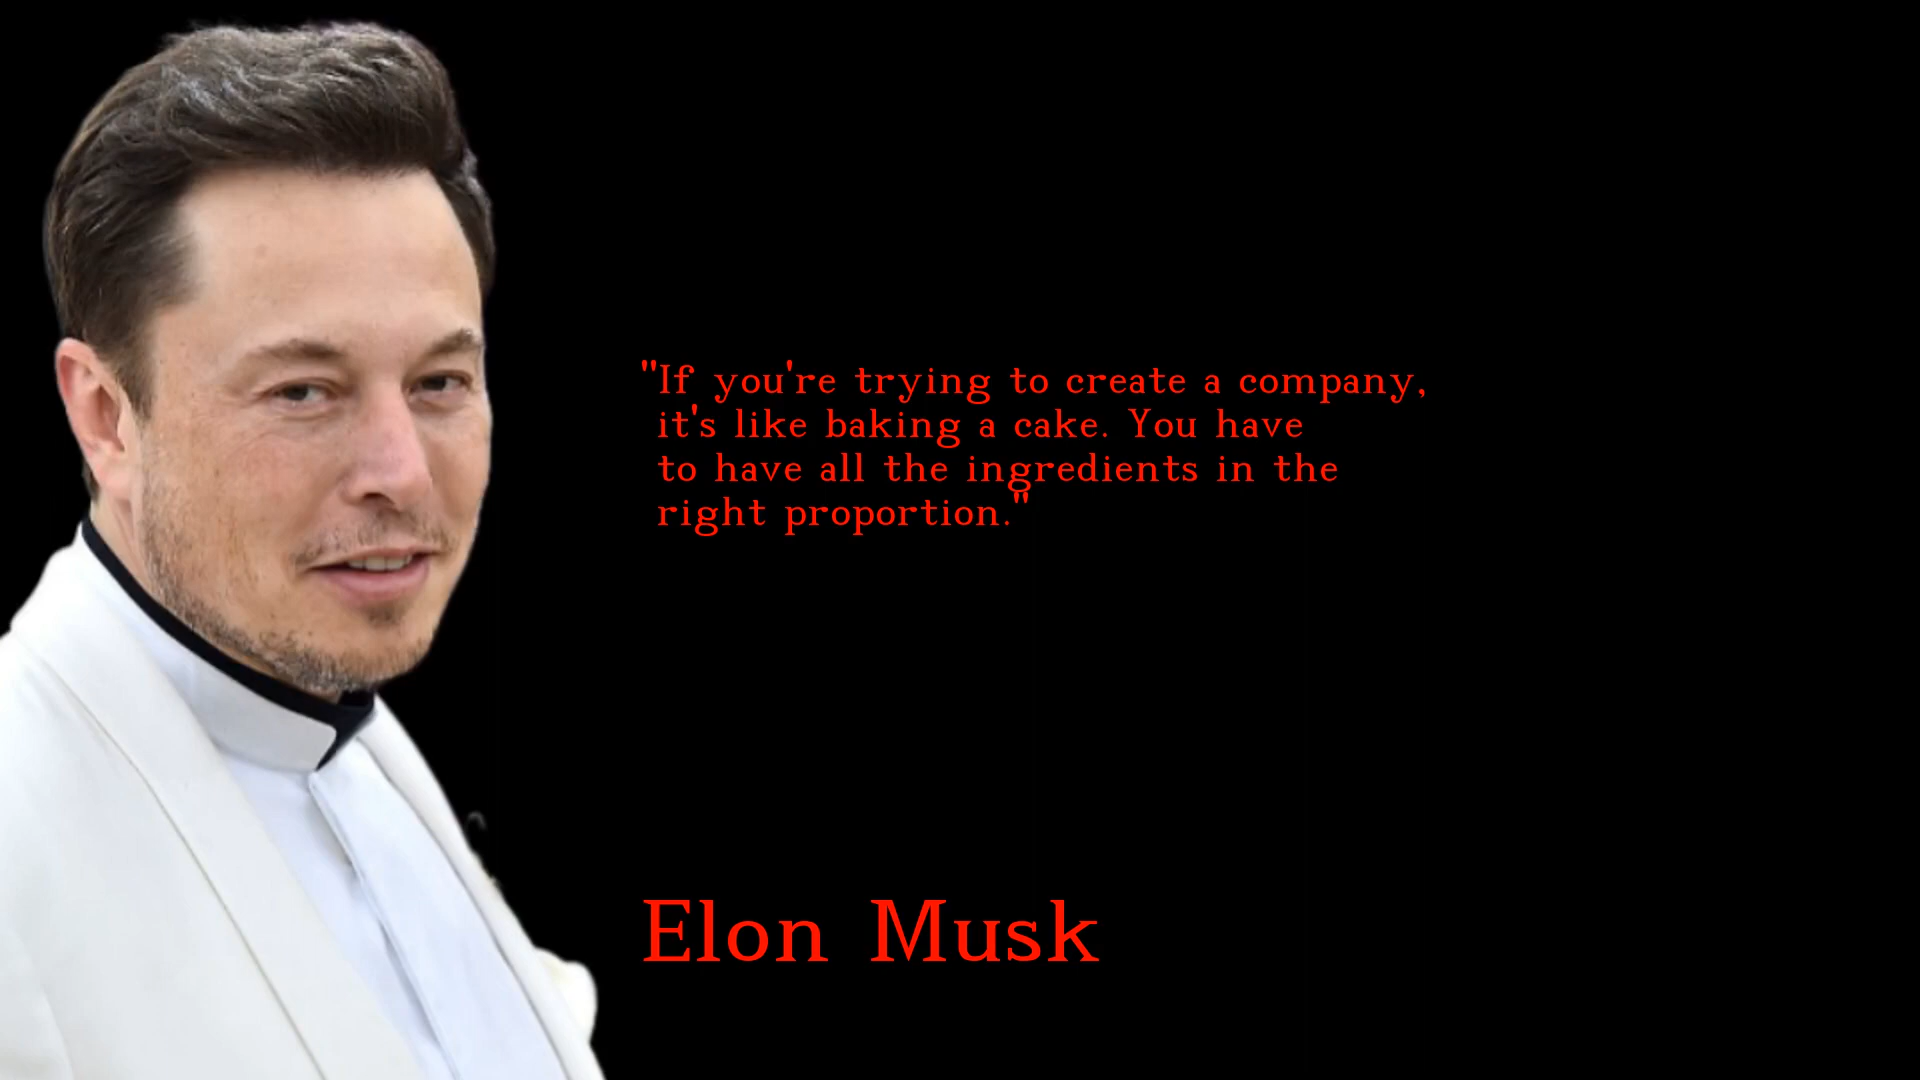 "If you're trying to create a company,
it's like baking a cake. You have
to have all the ingredients in the
right proportion."
Elon Musk